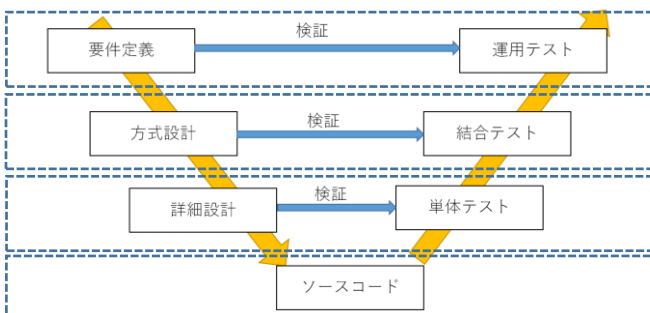 検証
要件定義
運用テスト
検証
方式設計
結合テスト
検証
詳細設計
単体テスト
ソースコード